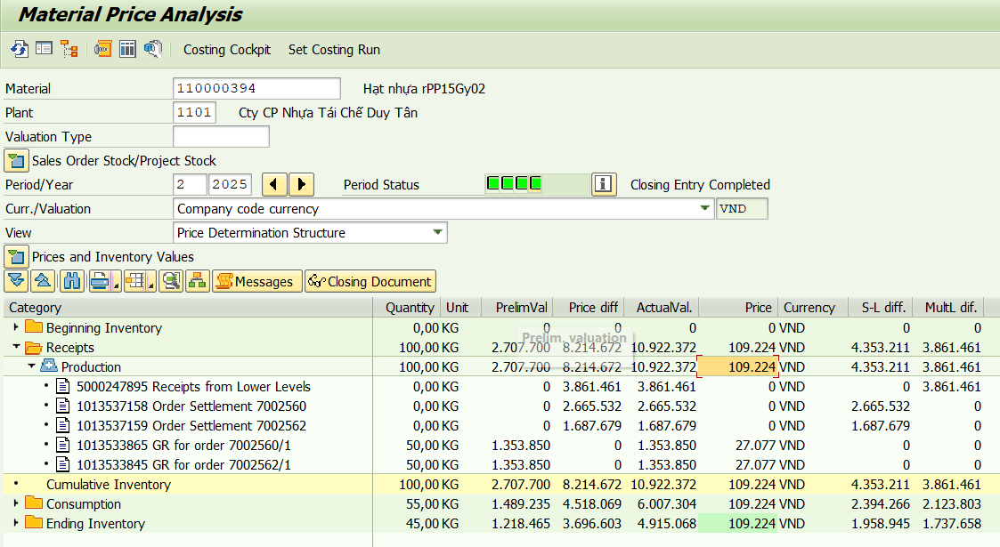 Material Price Analysis
Costing Cockpit Set Costing Run
Material 110000394 Hạt nhựa rPP15Gy02
Plant 1101 Cty CP Nhựa Tái Chế Duy Tân
Valuation Type
Sales Order Stock/Project Stock
Period/Year 2 2025 Period Status Closing Entry Completed
Curr./Valuation Company code currency VND
View Price Determination Structure
Prices and Inventory Values
Messages Closing Document
Category Quantity Unit PrelimVal Price diff ActualVal. Price Currency S-L diff. MultL dif.
Beginning Inventory 0,00 KG 0 0 0 0 VND 0 0
Prelim. valuation
Receipts 100,00 KG 2.707.700 8.214.672 10.922.372 109.224 VND 4.353.211 3.861.461
Production 100,00 KG 2.707.700 8.214.672 10.922.372 109.224 VND 4.353.211 3.861.461
5000247895 Receipts from Lower Levels 0,00 KG 0 3.861.461 3.861.461 0 VND 0 3.861.461
1013537158 Order Settlement 7002560 0,00 KG 0 2.665.532 2.665.532 0 VND 2.665.532 0
1013537159 Order Settlement 7002562 0,00 KG 0 1.687.679 1.687.679 0 VND 1.687.679 0
1013533865 GR for order 7002560/1 50,00 KG 1.353.850 0 1.353.850 27.077 VND 0 0
1013533845 GR for order 7002562/1 50,00 KG 1.353.850 0 1.353.850 27.077 VND 0 0
Cumulative Inventory 100,00 KG 2.707.700 8.214.672 10.922.372 109.224 VND 4.353.211 3.861.461
Consumption 55,00 KG 1.489.235 4.518.069 6.007.304 109.224 VND 2.394.266 2.123.803
Ending Inventory 45,00 KG 1.218.465 3.696.603 4.915.068 109.224 VND 1.958.945 1.737.658